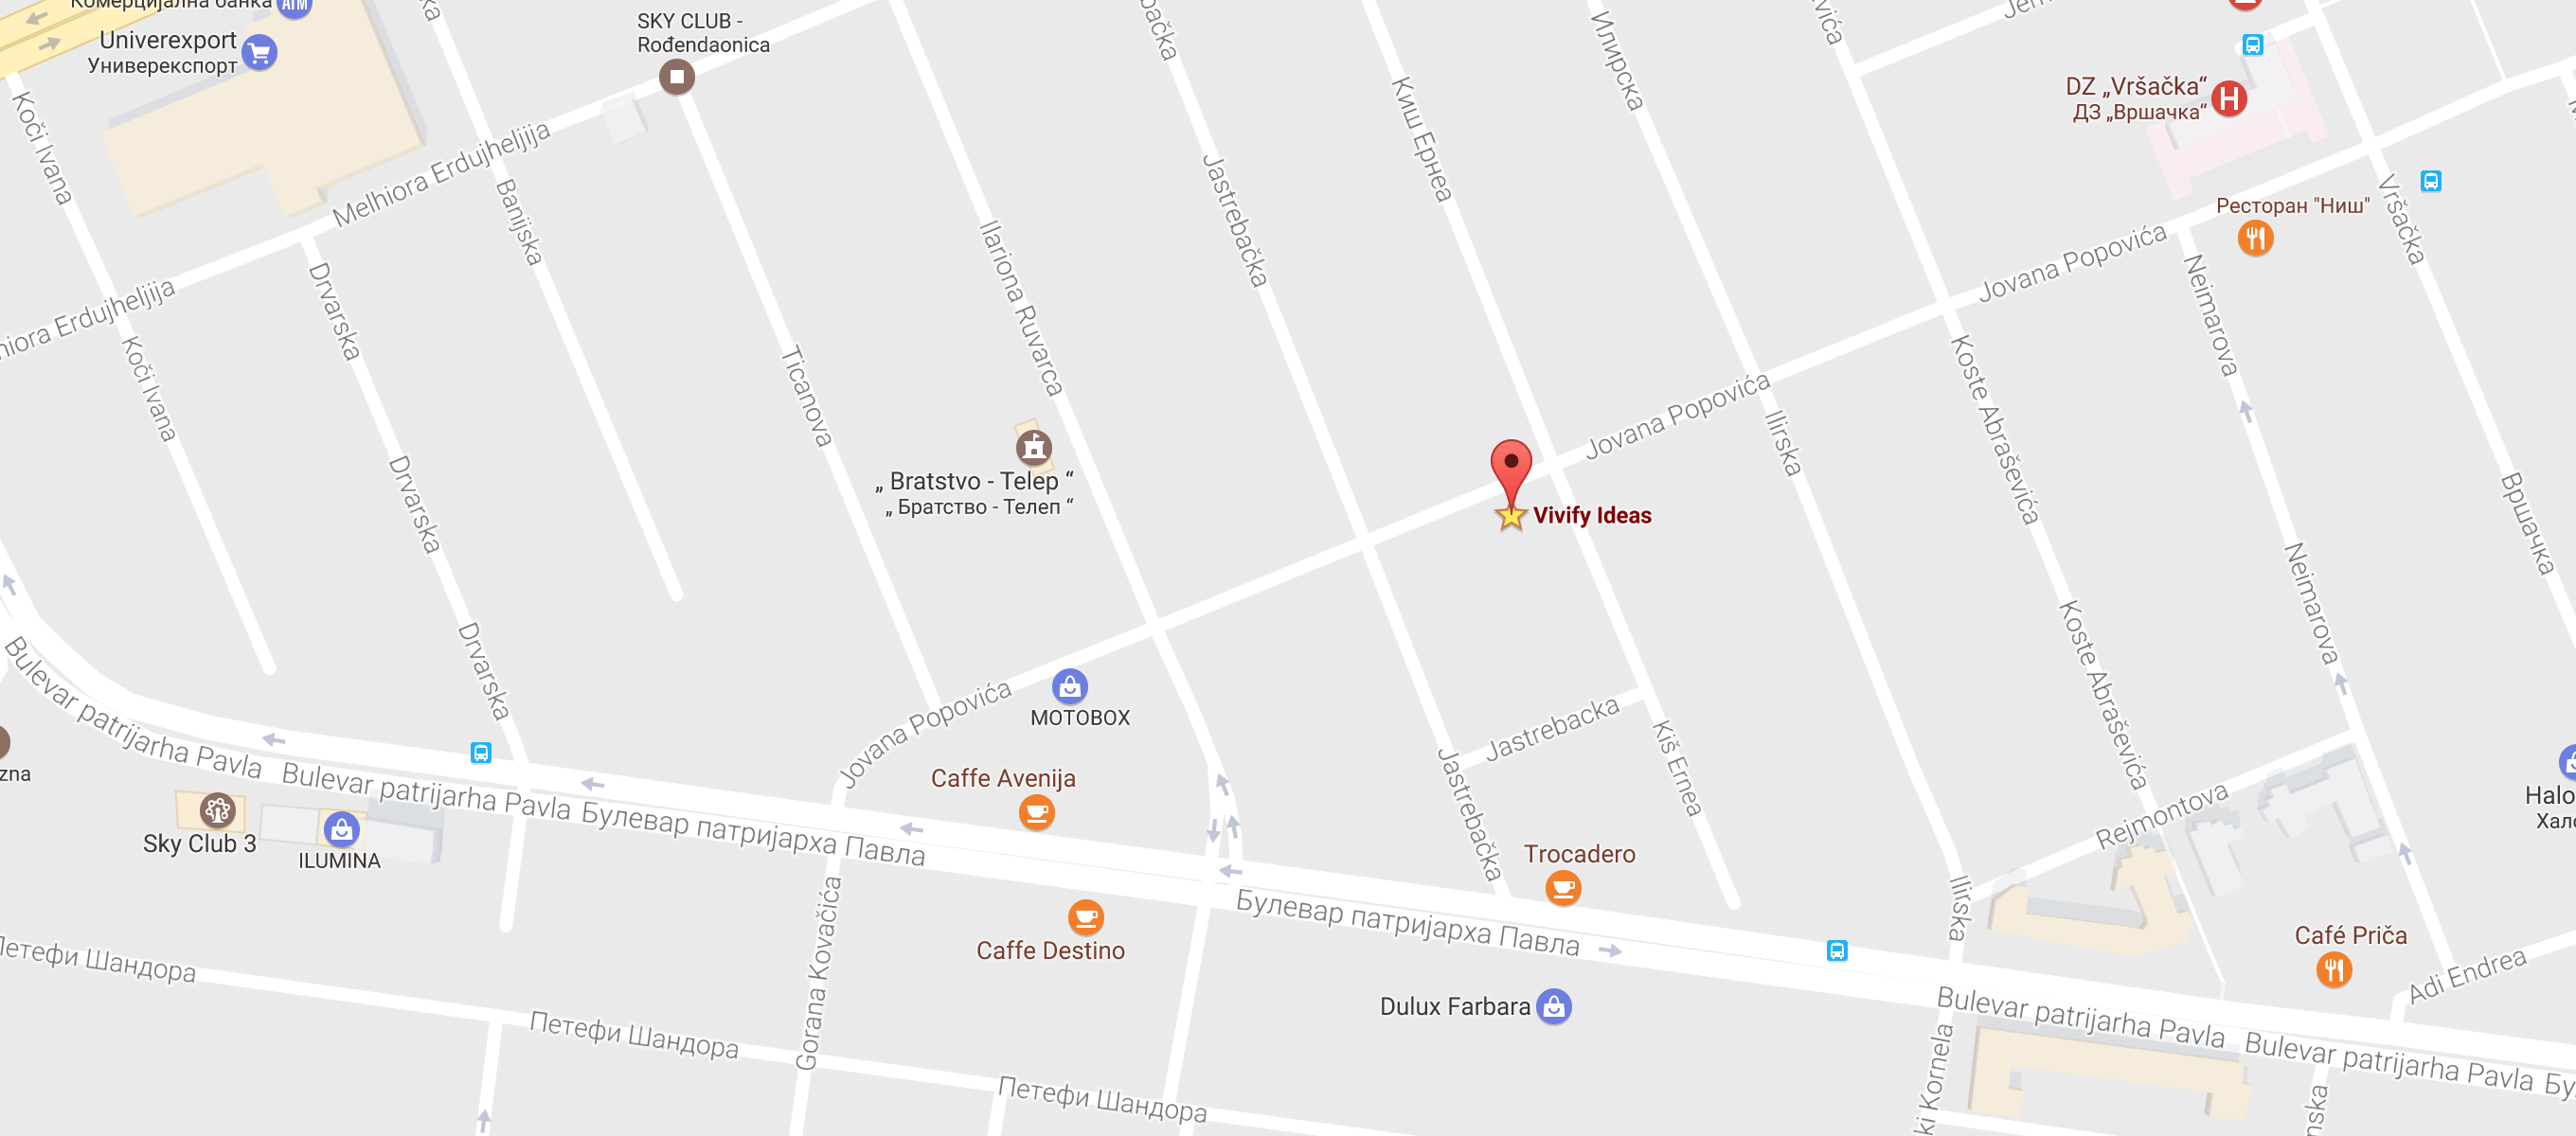 Комерцијална банка
ATM
Univerexport
Универекспорт
SKY CLUB -
Rođendaonica
Koči Ivana
Melhiora Erdujheljija
Banijska
Jastrebačka
Киш Ернеа
Илирска
DZ „Vršačka“
ДЗ „Вршачка“
H
Ресторан "Ниш"
Vršačka
Jovana Popovića
Neimarova
Drvarska
Koči Ivana
Ticanova
Ilariona Ruvarca
Koste Abraševića
Jovana Popovića
Ilirska
„ Bratstvo - Telep “
„ Братство - Телеп “
Vivify Ideas
Drvarska
Вршачка
Neimarova
Koste Abraševića
Drvarska
Jovana Popovića
MOTOBOX
Jastrebacka
Kiš Ernea
Jastrebačka
Bulevar patrijarha Pavla
Bulevar patrijarha Pavla
Булевар патријарха Павла
Caffe Avenija
Sky Club 3
ILUMINA
Rejmontova
Trocadero
Caffe Destino
Булевар патријарха Павла
Gorana Kovačića
Ilirska
Café Priča
Adi Endrea
Петефи Шандора
Dulux Farbara
Петефи Шандора
Bulevar patrijarha Pavla
Bulevar patrijarha Pavla
Петефи Шандора